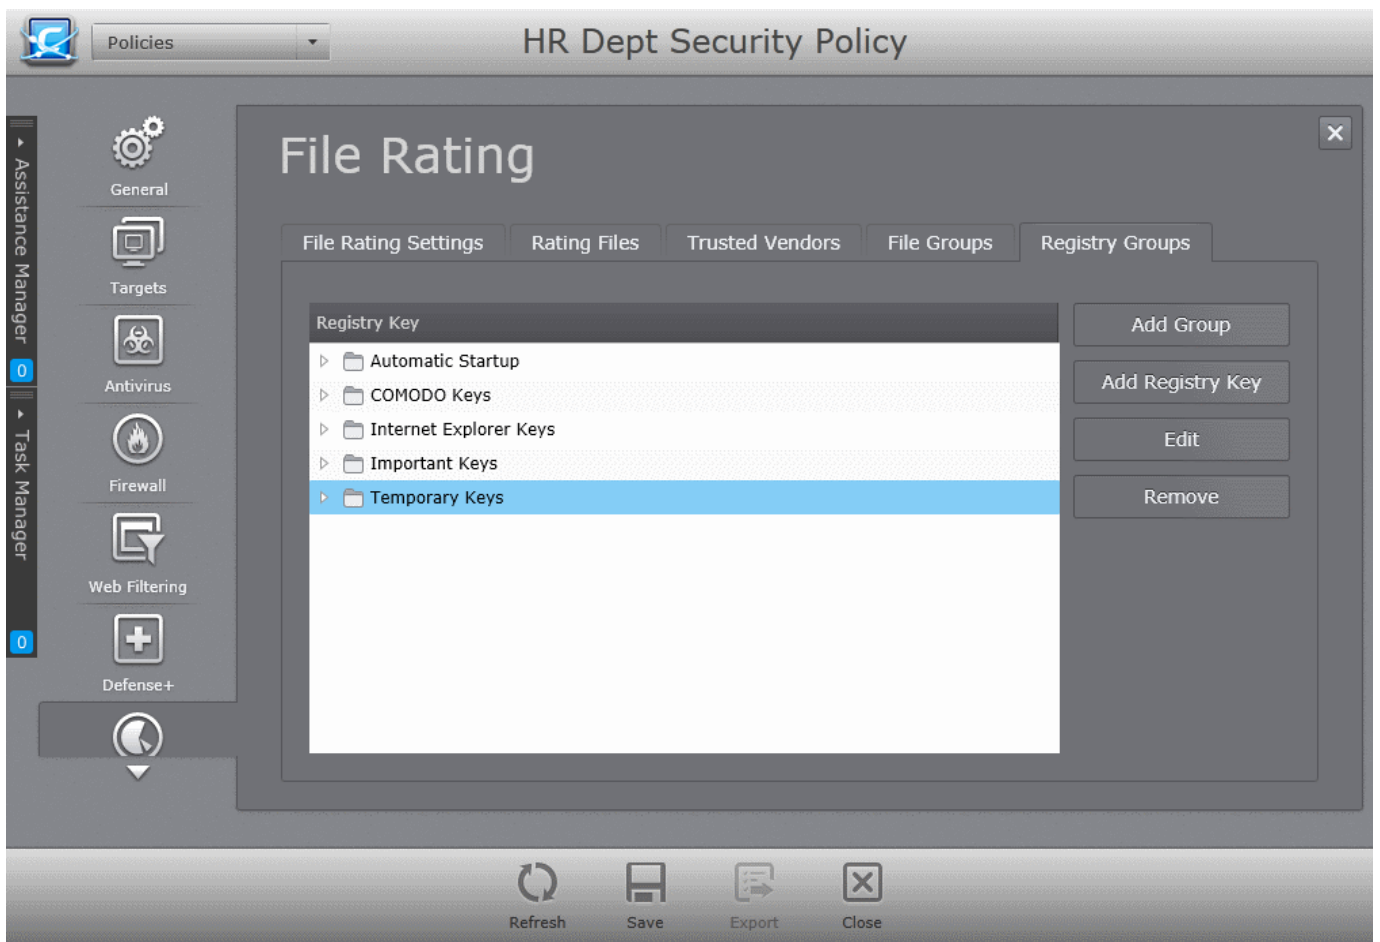 Policies
HR Dept Security Policy
Assistance Manager
0
Task Manager
0
General
Targets
Antivirus
Firewall
Web Filtering
Defense+
File Rating
File Rating Settings
Rating Files
Trusted Vendors
File Groups
Registry Groups
Registry Key
Automatic Startup
COMODO Keys
Internet Explorer Keys
Important Keys
Temporary Keys
Add Group
Add Registry Key
Edit
Remove
Refresh
Save
Export
Close